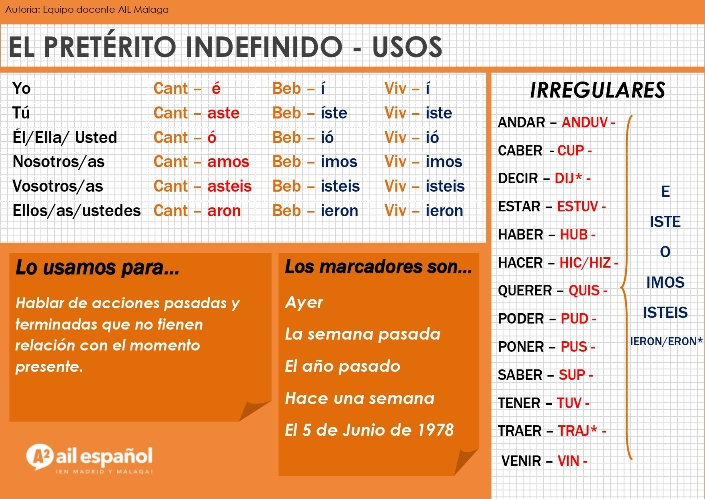 Autoria: Equipo docente AIL Málaga
EL PRETÉRITO INDEFINIDO - USOS
Yo Cant – é Beb – í Viv – í
Tú Cant – aste Beb – íste Viv – iste
Él/Ella/ Usted Cant – ó Beb – ió Viv – ió
Nosotros/as Cant – amos Beb – imos Viv – imos
Vosotros/as Cant – asteis Beb – isteis Viv – isteis
Ellos/as/ustedes Cant – aron Beb – ieron Viv – ieron
Lo usamos para...
Hablar de acciones pasadas y
terminadas que no tienen
relación con el momento
presente.
Los marcadores son...
Ayer
La semana pasada
El año pasado
Hace una semana
El 5 de Junio de 1978
A2 ail español
¡EN MADRID Y MÁLAGA!
IRREGULARES
ANDAR – ANDUV -
CABER - CUP -
DECIR – DIJ* -
ESTAR – ESTUV -
HABER – HUB -
HACER – HIC/HIZ -
QUERER – QUIS -
PODER – PUD -
PONER – PUS -
SABER – SUP -
TENER – TUV -
TRAER – TRAJ* -
VENIR – VIN -
E
ISTE
O
IMOS
ISTEIS
IERON/ERON*